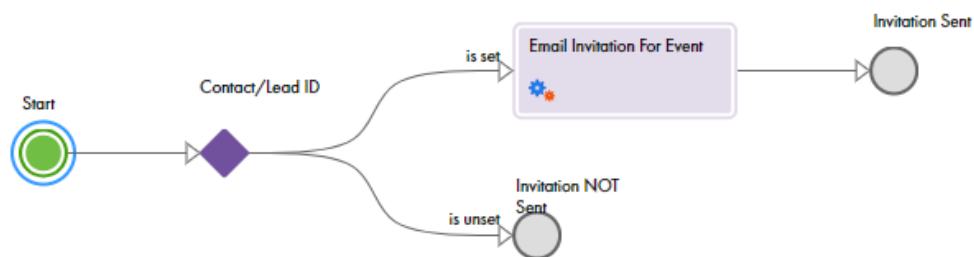 Start
Contact/Lead ID
is set
Email Invitation For Event
Invitation Sent
is unset
Invitation NOT
Sent